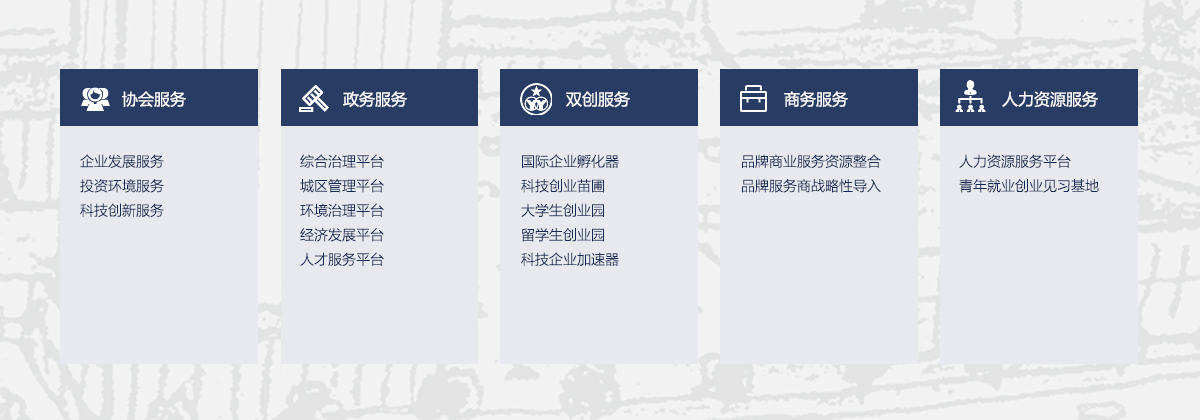 协会服务
企业发展服务
投资环境服务
科技创新服务
政务服务
综合治理平台
城区管理平台
环境治理平台
经济发展平台
人才服务平台
双创服务
国际企业孵化器
科技创业苗圃
大学生创业园
留学生创业园
科技企业加速器
商务服务
品牌商业服务资源整合
品牌服务商战略性导入
人力资源服务
人力资源服务平台
青年就业创业见习基地